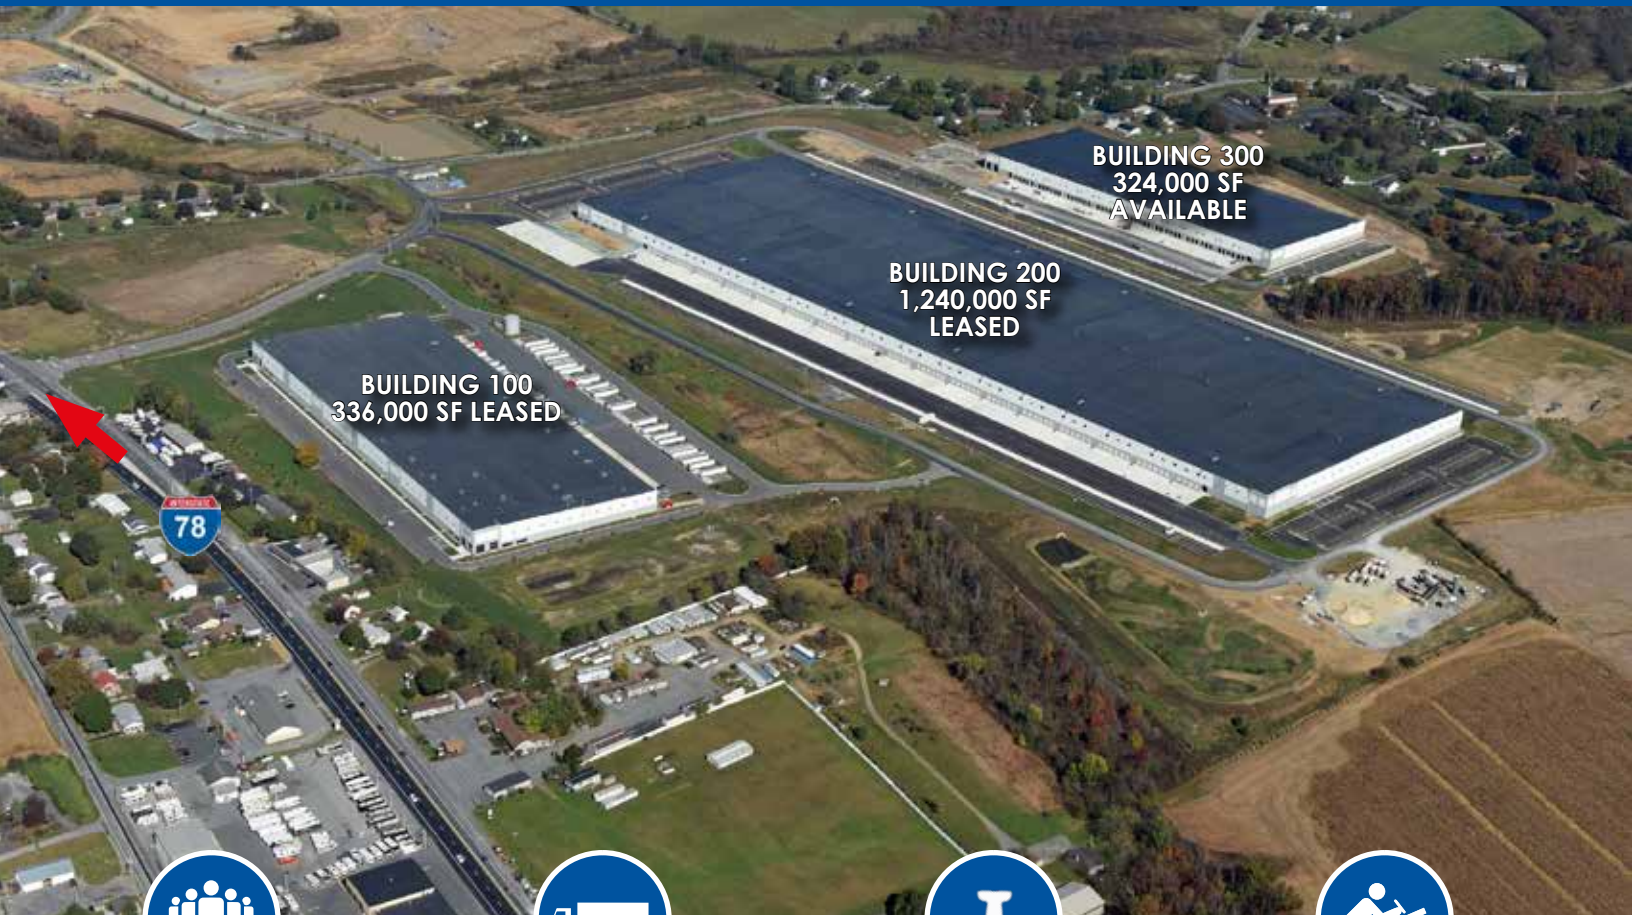 BUILDING 300
324,000 SF
AVAILABLE
BUILDING 200
1,240,000 SF
LEASED
BUILDING 100
336,000 SF LEASED
INTERSTATE
78